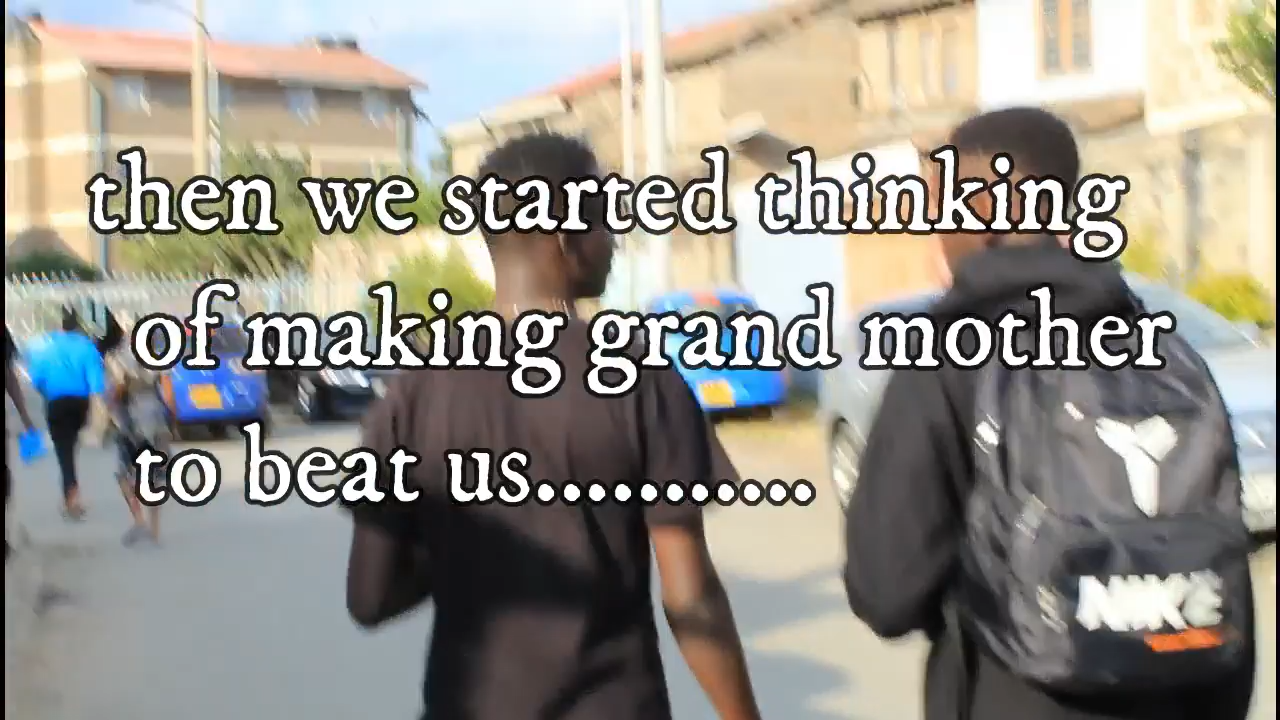 then we started thinking
of making grand mother
to beat us...........
NIKE